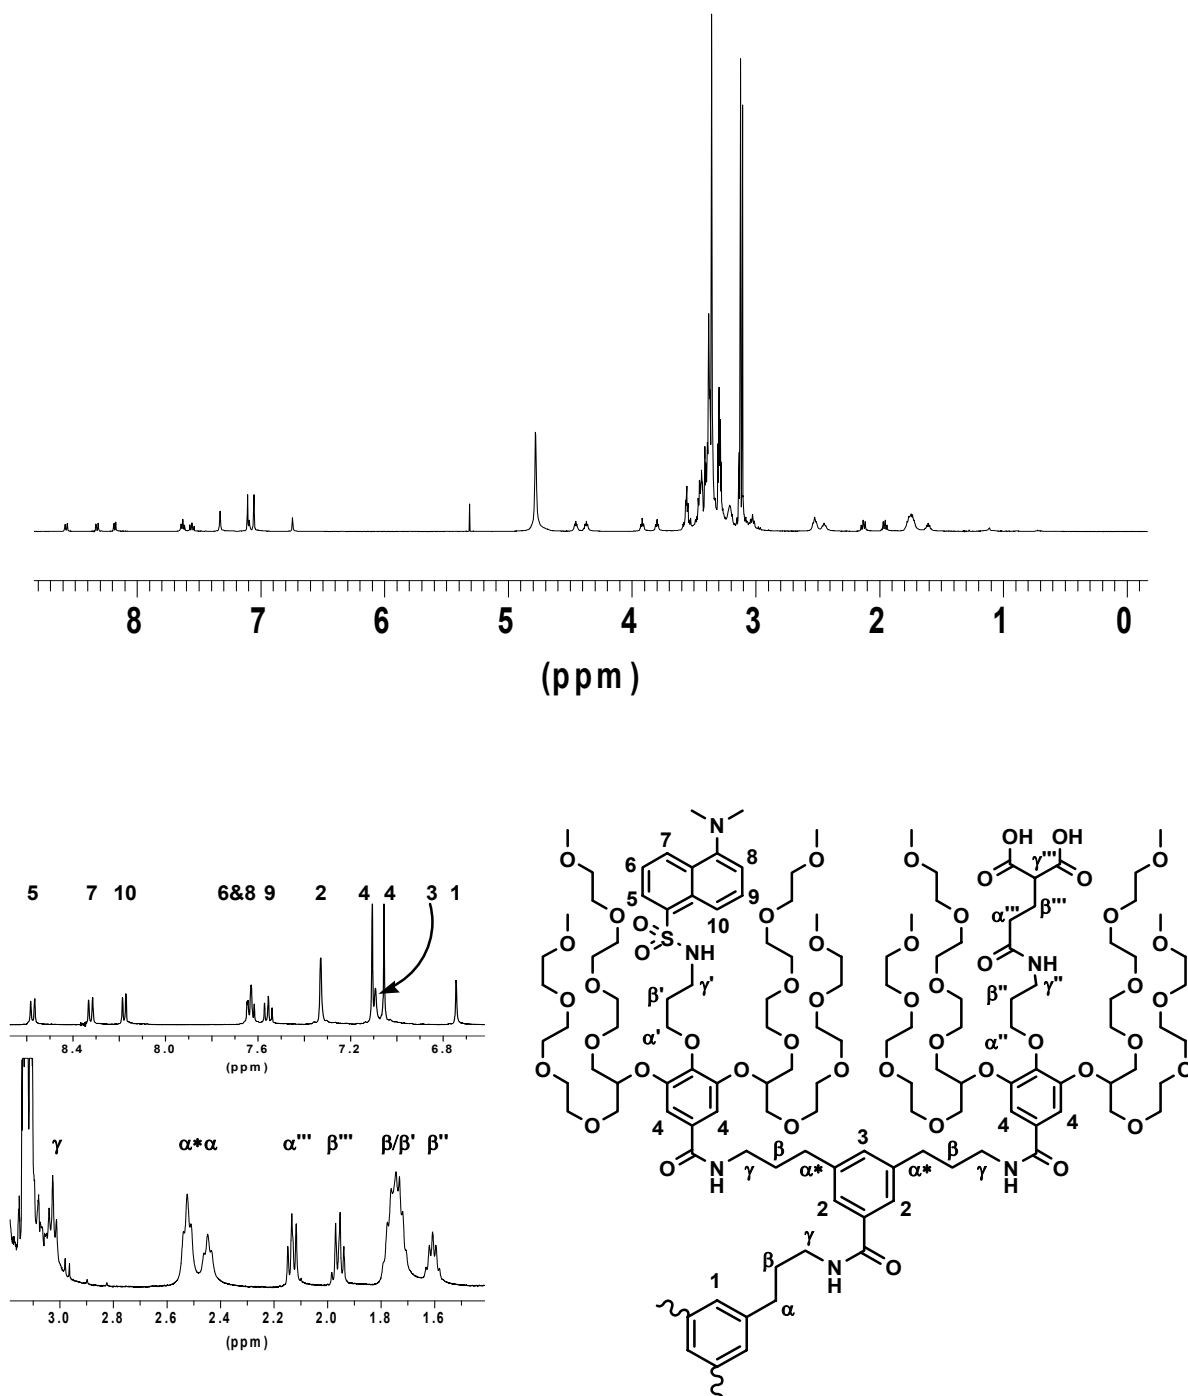 8 7 6 5 4 3 2 1 0
(ppm)
5 7 10 6&8 9 2 4 4 3 1
8.4 8.0 7.6 7.2 6.8
(ppm)
γ α* α α''' β''' β/β' β''
3.0 2.8 2.6 2.4 2.2 2.0 1.8 1.6
(ppm)
N
OH OH
O 7 O O γ''' O
6 8 O O
5 9 α''' β'''
O O 10 O O
O O S O O O O O
O NH O NH
O O β' γ' O O O O β'' γ'' O O
O O O O O O O O
α' O α'' O
O O O O O O O O
O O O O
4 4 4 4
β 3 β
O N α* α* N O
H γ γ H
2 2
γ
β N O
H
1
α